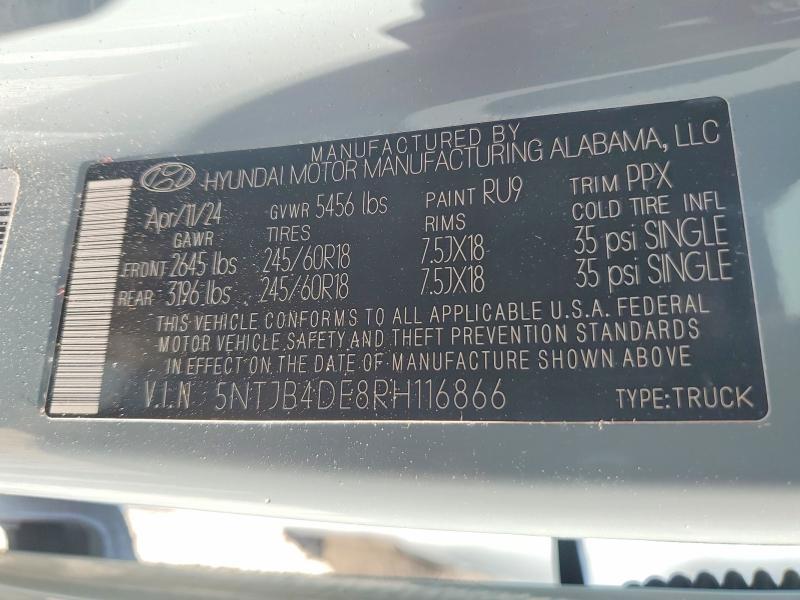 MANUFACTURED BY
HYUNDAI MOTOR MANUFACTURING ALABAMA, LLC
Apr/11/24 GVWR 5456 lbs PAINT RU9 TRIM PPX
GAWR TIRES RIMS COLD TIRE INFL
FRONT 2645 lbs 245/60R18 7.5JX18 35 psi SINGLE
REAR 3196 lbs 245/60R18 7.5JX18 35 psi SINGLE
THIS VEHICLE CONFORMS TO ALL APPLICABLE U.S.A. FEDERAL
MOTOR VEHICLE SAFETY AND THEFT PREVENTION STANDARDS
IN EFFECT ON THE DATE OF MANUFACTURE SHOWN ABOVE
V.I.N 5NTJB4DE8RH116866 TYPE:TRUCK